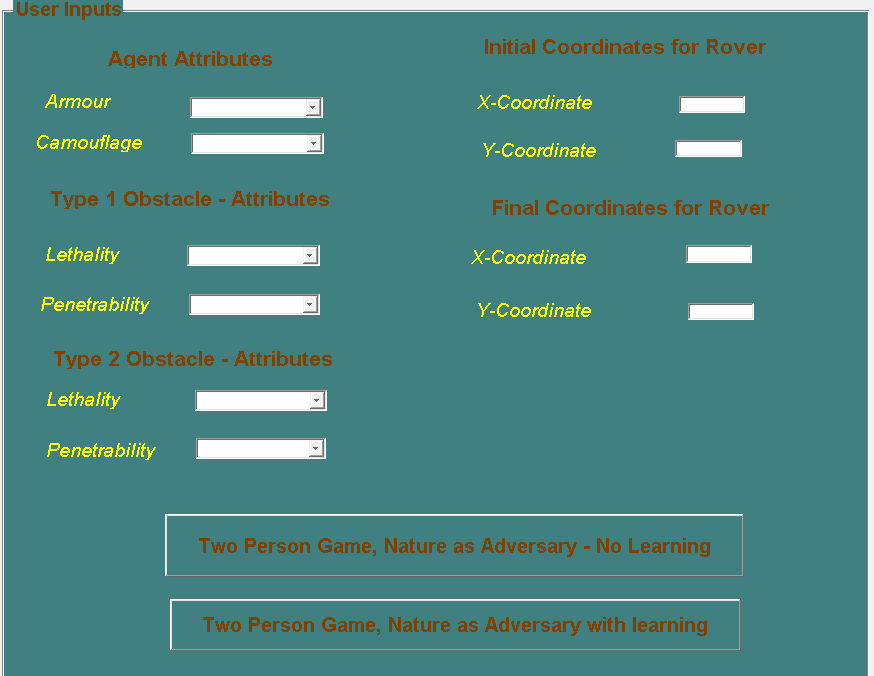 User Inputs
Agent Attributes
Armour
Camouflage
Type 1 Obstacle - Attributes
Lethality
Penetrability
Type 2 Obstacle - Attributes
Lethality
Penetrability
Initial Coordinates for Rover
X-Coordinate
Y-Coordinate
Final Coordinates for Rover
X-Coordinate
Y-Coordinate
Two Person Game, Nature as Adversary - No Learning
Two Person Game, Nature as Adversary with learning